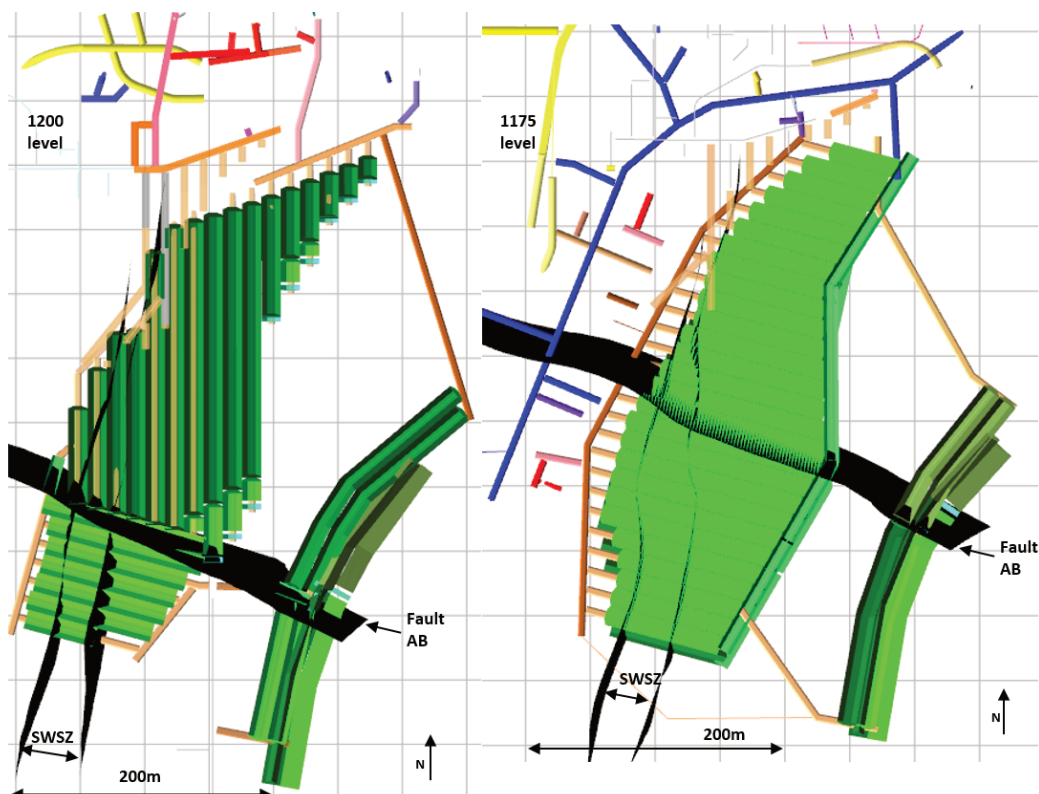 1200
level
Fault
AB
SWSZ
N
200m
1175
level
Fault
AB
SWSZ
N
200m